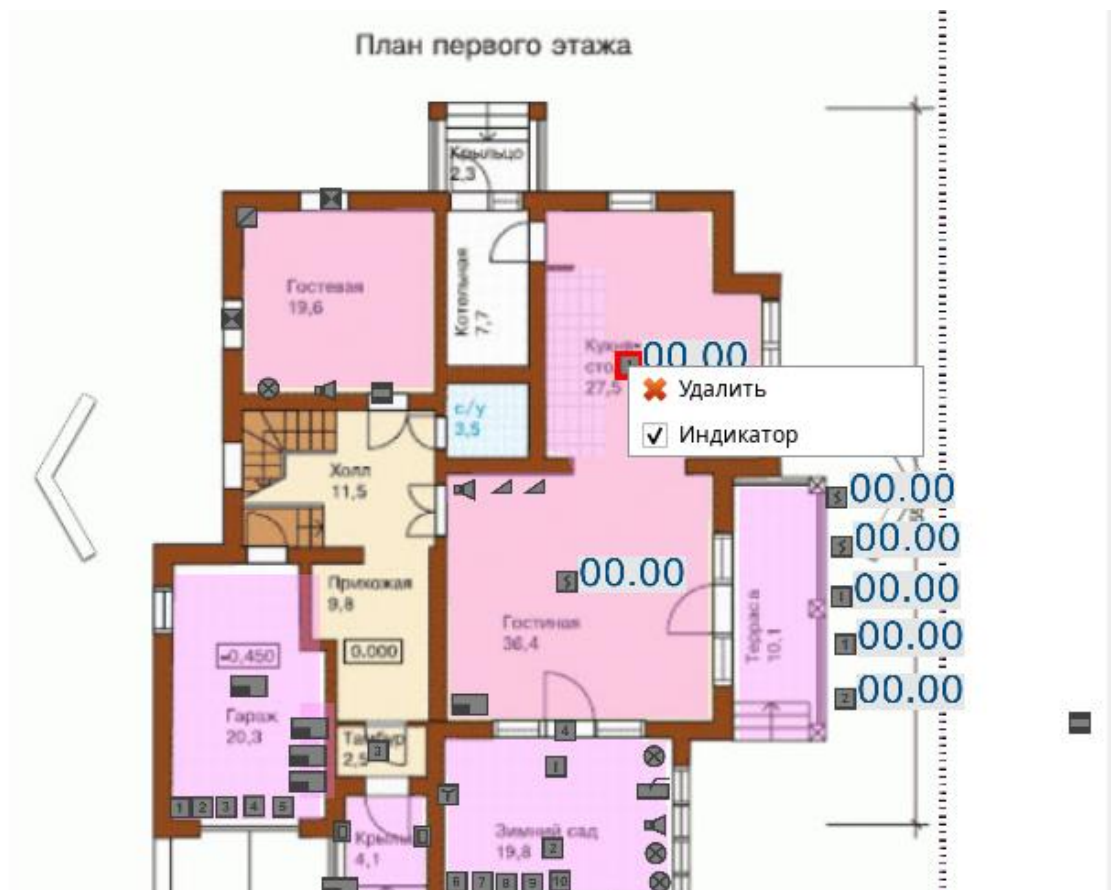 План первого этажа
Крыльцо
2,3
Гостевая
19,6
Котельная
7,7
00.00
27,5
Удалить
Индикатор
с/у
3,5
Холл
11,5
00.00
00.00
00.00
00.00
00.00
00.00
Прихожая
9,8
Гостиная
36,4
Терраса
10,1
-0,450
0.000
Гараж
20,3
Тамбур
2,5
3
4
1
1
2
1 2 3 4 5
Зимний сад
19,8
2
4,1
6 7 8 9 10